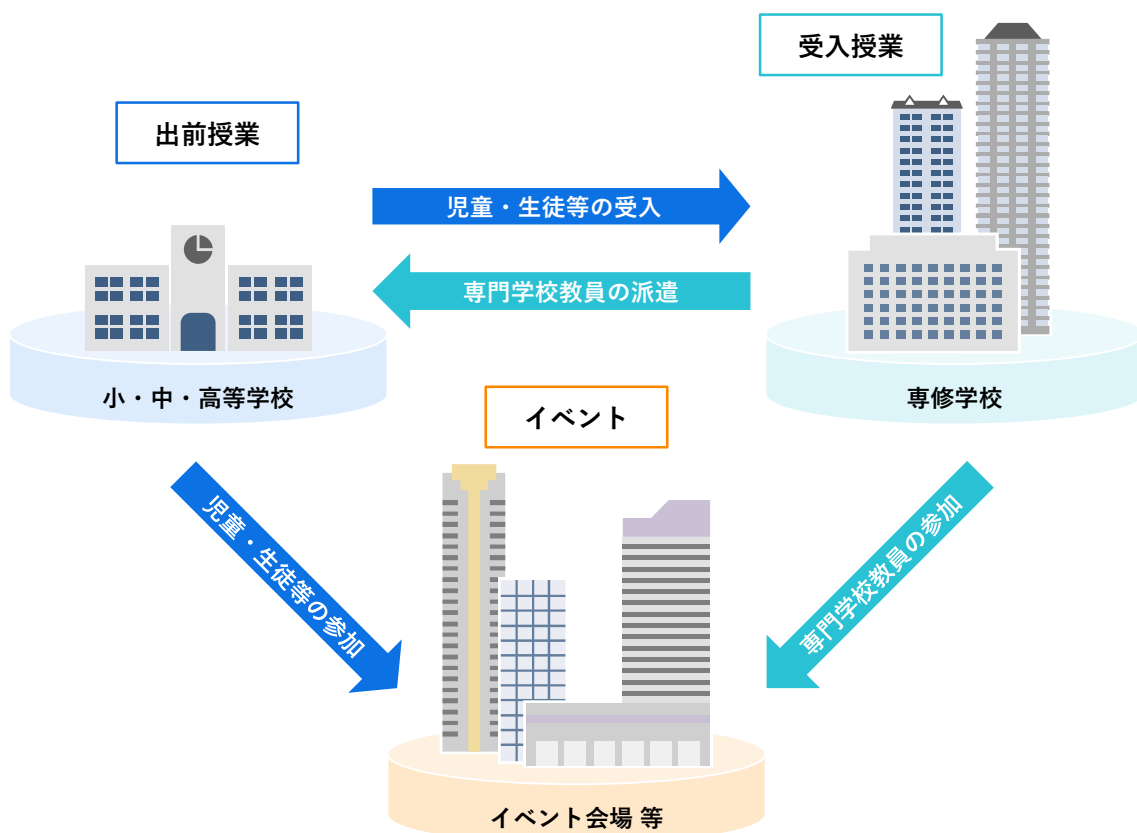 受入授業
出前授業
児童・生徒等の受入
専門学校教員の派遣
小・中・高等学校
専修学校
イベント
児童・生徒等の参加
専門学校教員の参加
イベント会場 等